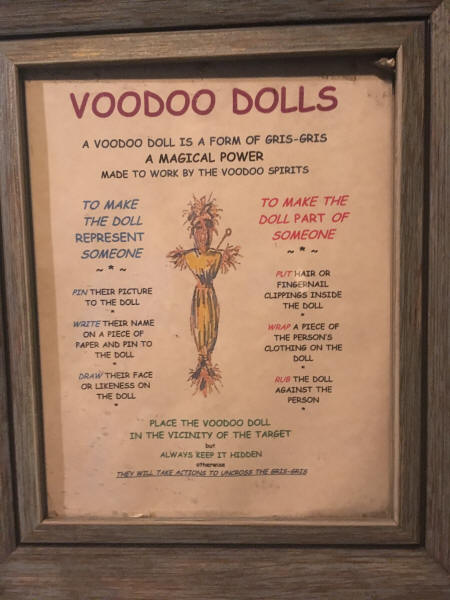 VOODOO DOLLS
A VOODOO DOLL IS A FORM OF GRIS-GRIS
A MAGICAL POWER
MADE TO WORK BY THE VOODOO SPIRITS
TO MAKE
THE DOLL
REPRESENT
SOMEONE
~ * ~
PIN THEIR PICTURE
TO THE DOLL
*
WRITE THEIR NAME
ON A PIECE OF
PAPER AND PIN TO
THE DOLL
*
DRAW THEIR FACE
OR LIKENESS ON
THE DOLL
*
TO MAKE THE
DOLL PART OF
SOMEONE
~ * ~
PUT HAIR OR
FINGERNAIL
CLIPPINGS INSIDE
THE DOLL
*
WRAP A PIECE OF
THE PERSON'S
CLOTHING ON THE
DOLL
*
RUB THE DOLL
AGAINST THE
PERSON
*
PLACE THE VOODOO DOLL
IN THE VICINITY OF THE TARGET
but
ALWAYS KEEP IT HIDDEN
otherwise
THEY WILL TAKE ACTIONS TO UNCROSS THE GRIS-GRIS